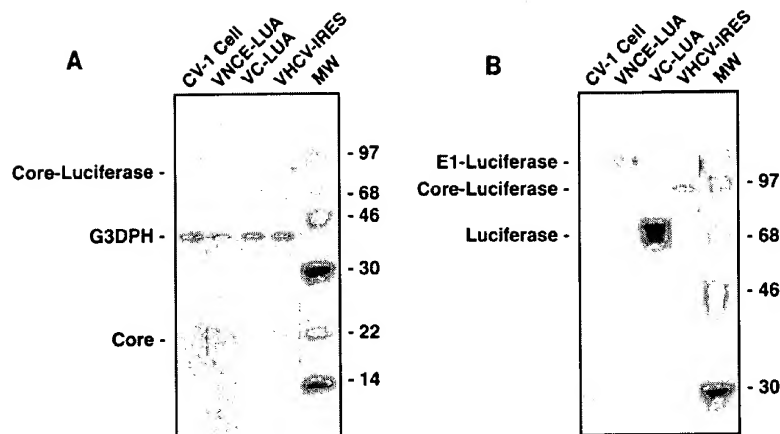 A
CV-1 Cell
VNCE-LUA
VC-LUA
VHCV-IRES
MW
Core-Luciferase -
G3DPH -
Core -
- 97
- 68
- 46
- 30
- 22
- 14
B
CV-1 Cell
VNCE-LUA
VC-LUA
VHCV-IRES
MW
E1-Luciferase -
Core-Luciferase -
Luciferase -
- 97
- 68
- 46
- 30